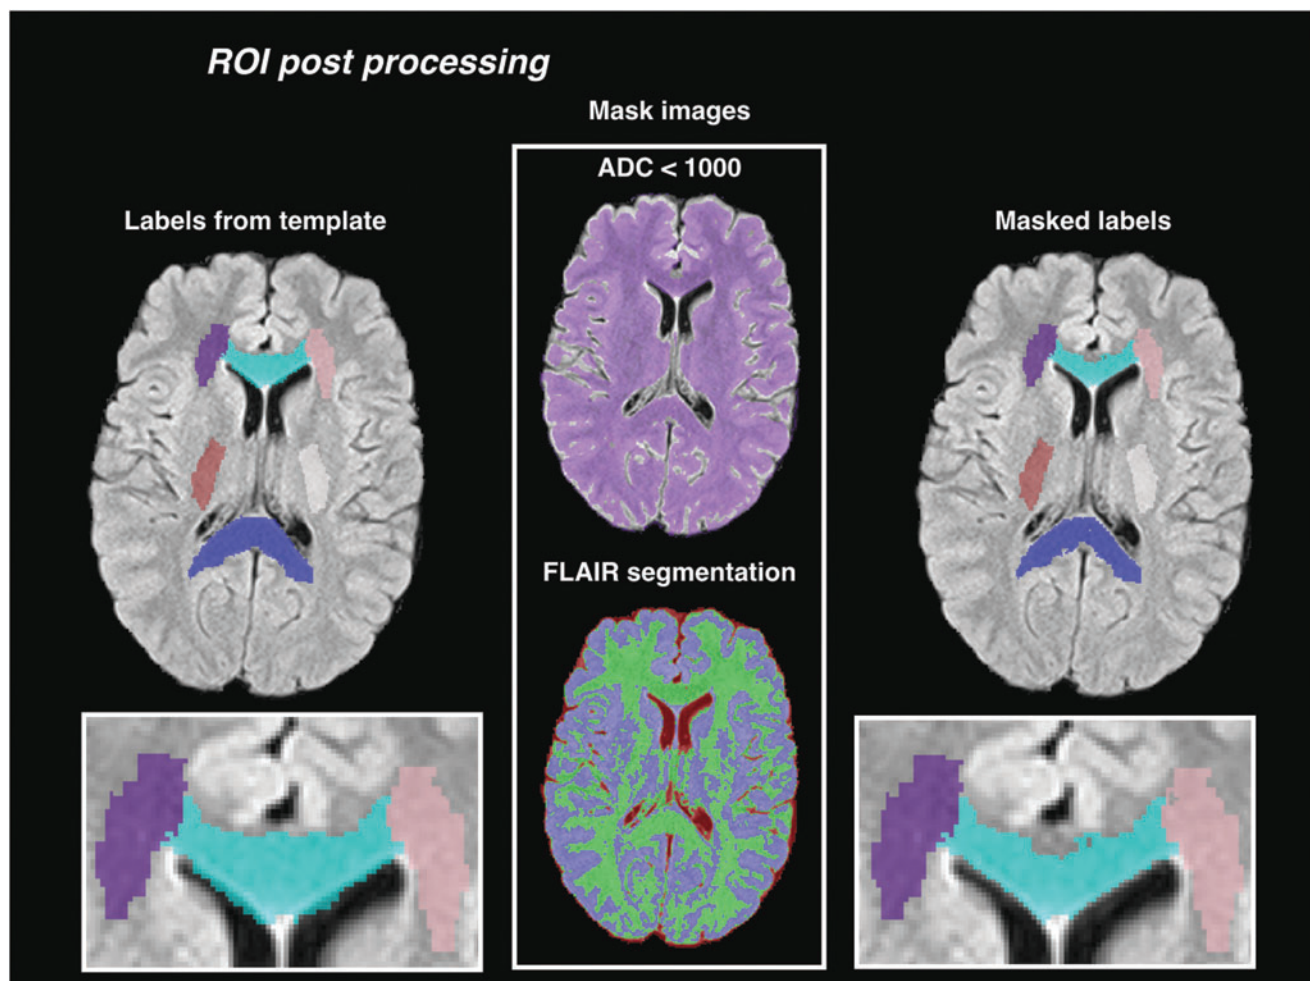 ROI post processing
Mask images
ADC < 1000
Labels from template
Masked labels
FLAIR segmentation